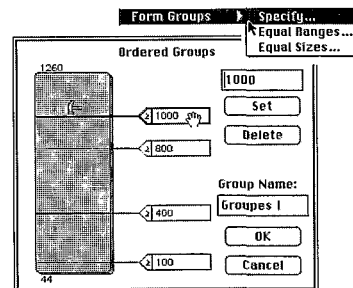 Form Groups
Specify...
Equal Ranges...
Equal Sizes...
Ordered Groups
1260
1000
≥ 1000
Set
≥ 800
Delete
Group Name:
≥ 400
Groupes 1
OK
≥ 100
Cancel
44